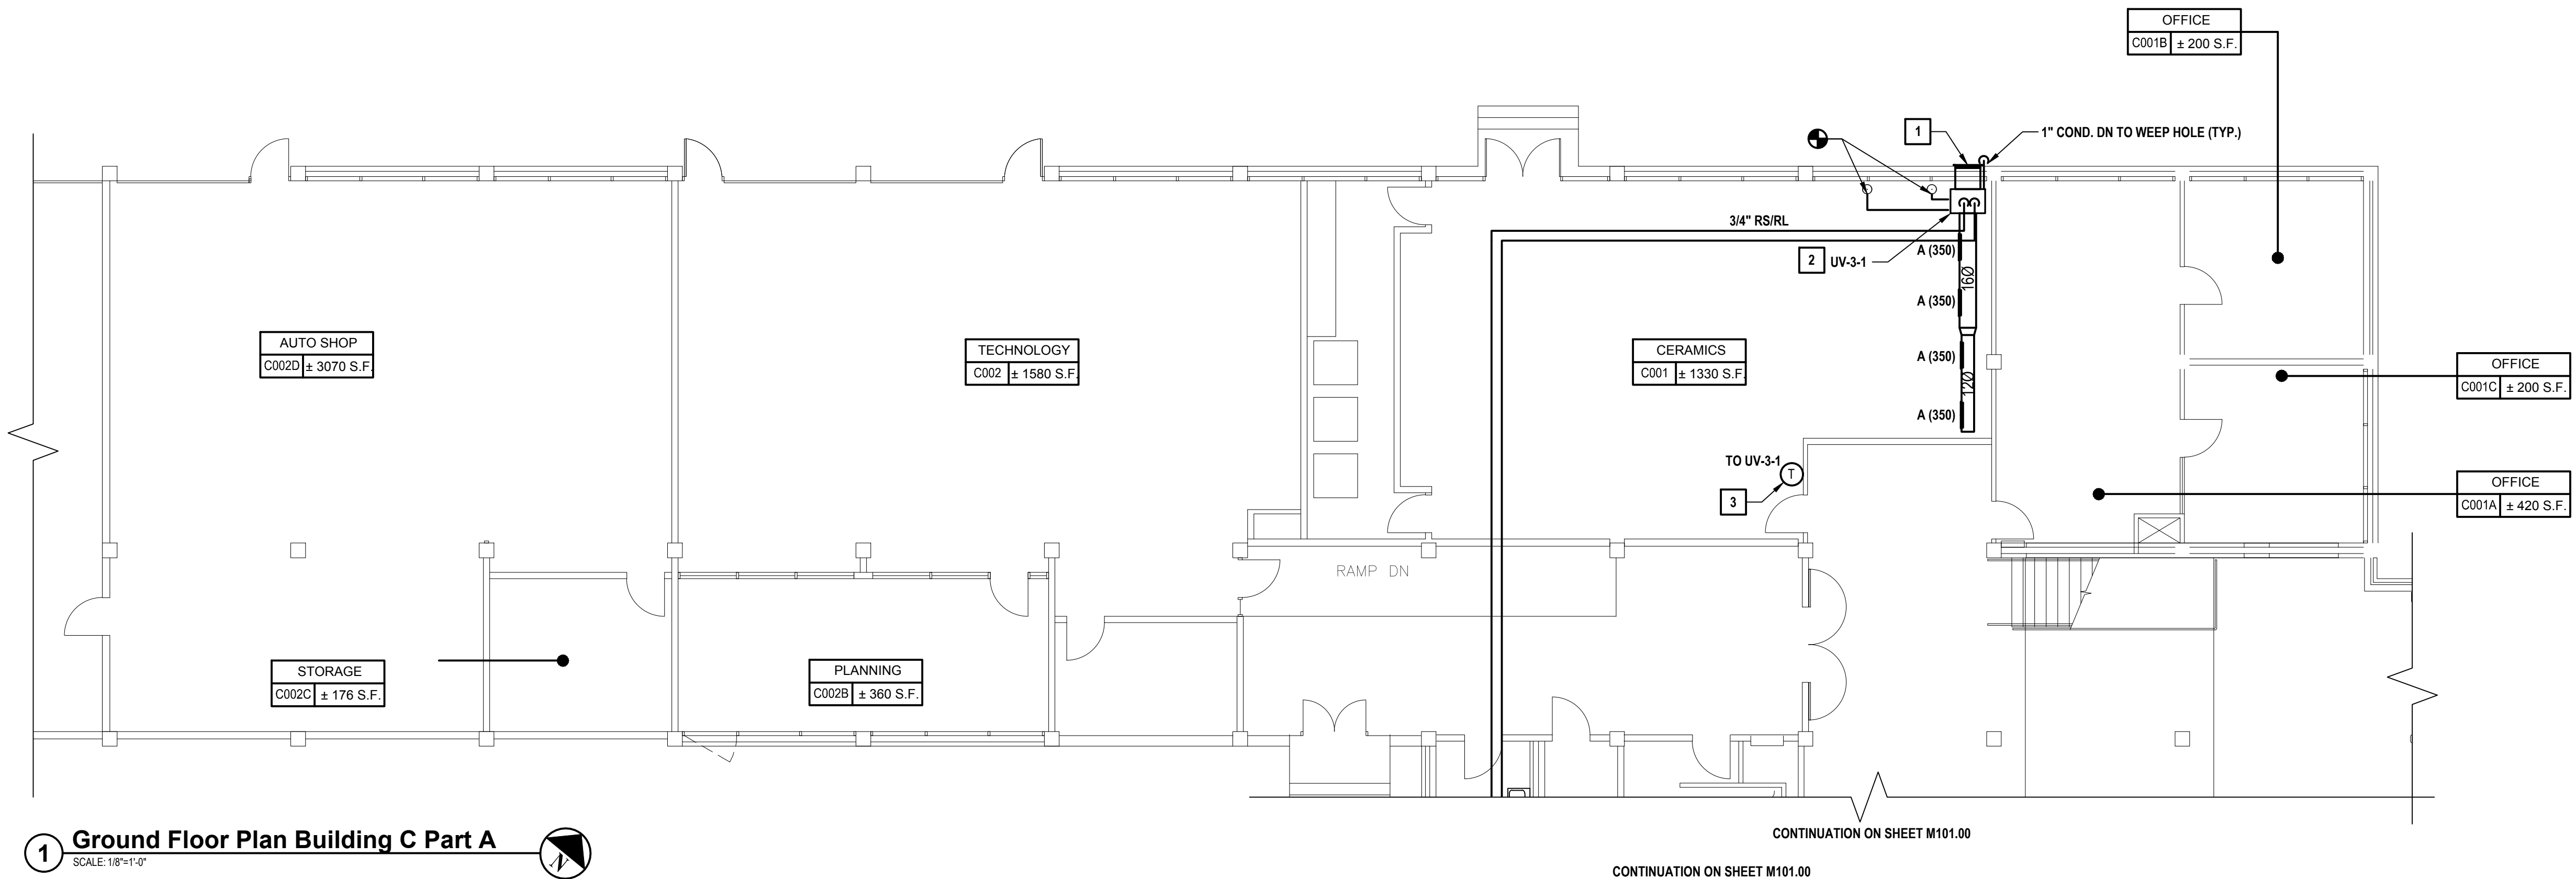 OFFICE
C001B ± 200 S.F.
1
1" COND. DN TO WEEP HOLE (TYP.)
3/4" RS/RL
A (350)
2 UV-3-1
16Ø
A (350)
AUTO SHOP
C002D ± 3070 S.F.
TECHNOLOGY
C002 ± 1580 S.F.
CERAMICS
C001 ± 1330 S.F.
A (350)
12Ø
A (350)
OFFICE
C001C ± 200 S.F.
TO UV-3-1
T
3
OFFICE
C001A ± 420 S.F.
RAMP DN
STORAGE
C002C ± 176 S.F.
PLANNING
C002B ± 360 S.F.
1
Ground Floor Plan Building C Part A
SCALE: 1/8"=1'-0"
N
CONTINUATION ON SHEET M101.00
CONTINUATION ON SHEET M101.00